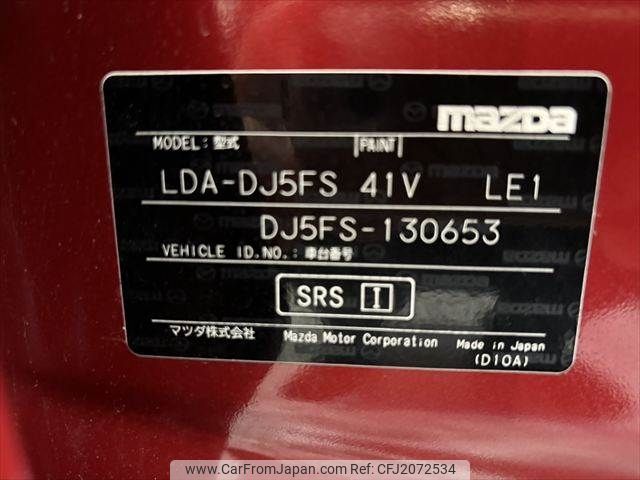 mazda
MODEL: 型式 PAINT
LDA-DJ5FS 41V LE1
DJ5FS-130653
VEHICLE ID.NO.: 車台番号
SRS I
マツダ株式会社 Mazda Motor Corporation Made in Japan
(D10A)
www.CarFromJapan.com | CFJ2072534